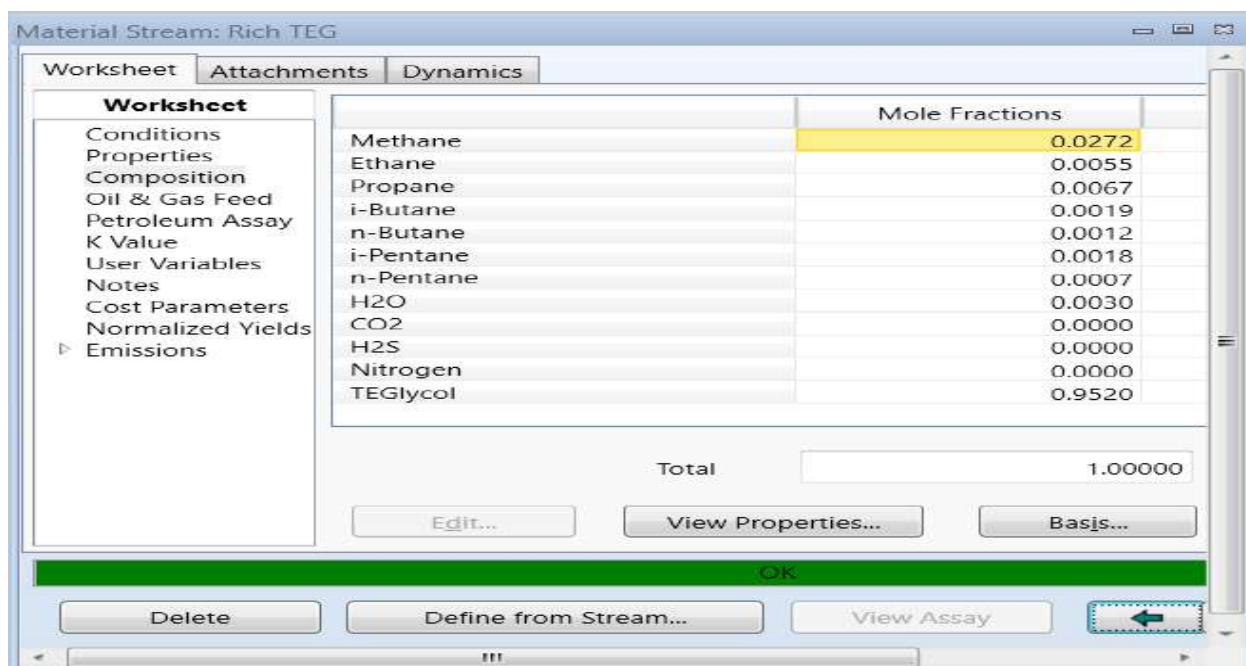 Material Stream: Rich TEG
Worksheet Attachments Dynamics
Worksheet
Conditions
Properties
Composition
Oil & Gas Feed
Petroleum Assay
K Value
User Variables
Notes
Cost Parameters
Normalized Yields
Emissions
Mole Fractions
Methane 0.0272
Ethane 0.0055
Propane 0.0067
i-Butane 0.0019
n-Butane 0.0012
i-Pentane 0.0018
n-Pentane 0.0007
H2O 0.0030
CO2 0.0000
H2S 0.0000
Nitrogen 0.0000
TEGlycol 0.9520
Total 1.00000
Edit... View Properties... Basis...
OK
Delete Define from Stream... View Assay